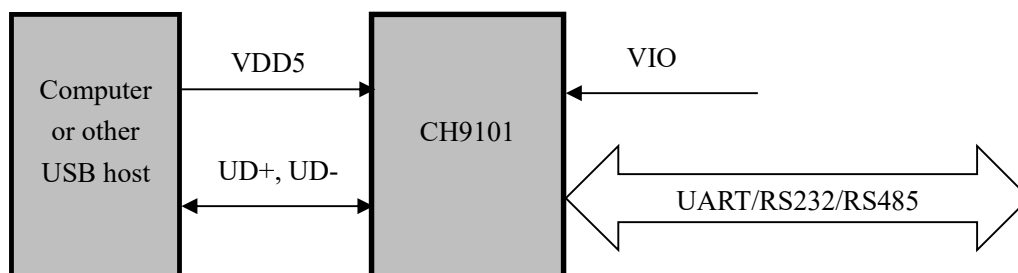 Computer
or other
USB host
VDD5
UD+, UD-
CH9101
VIO
UART/RS232/RS485